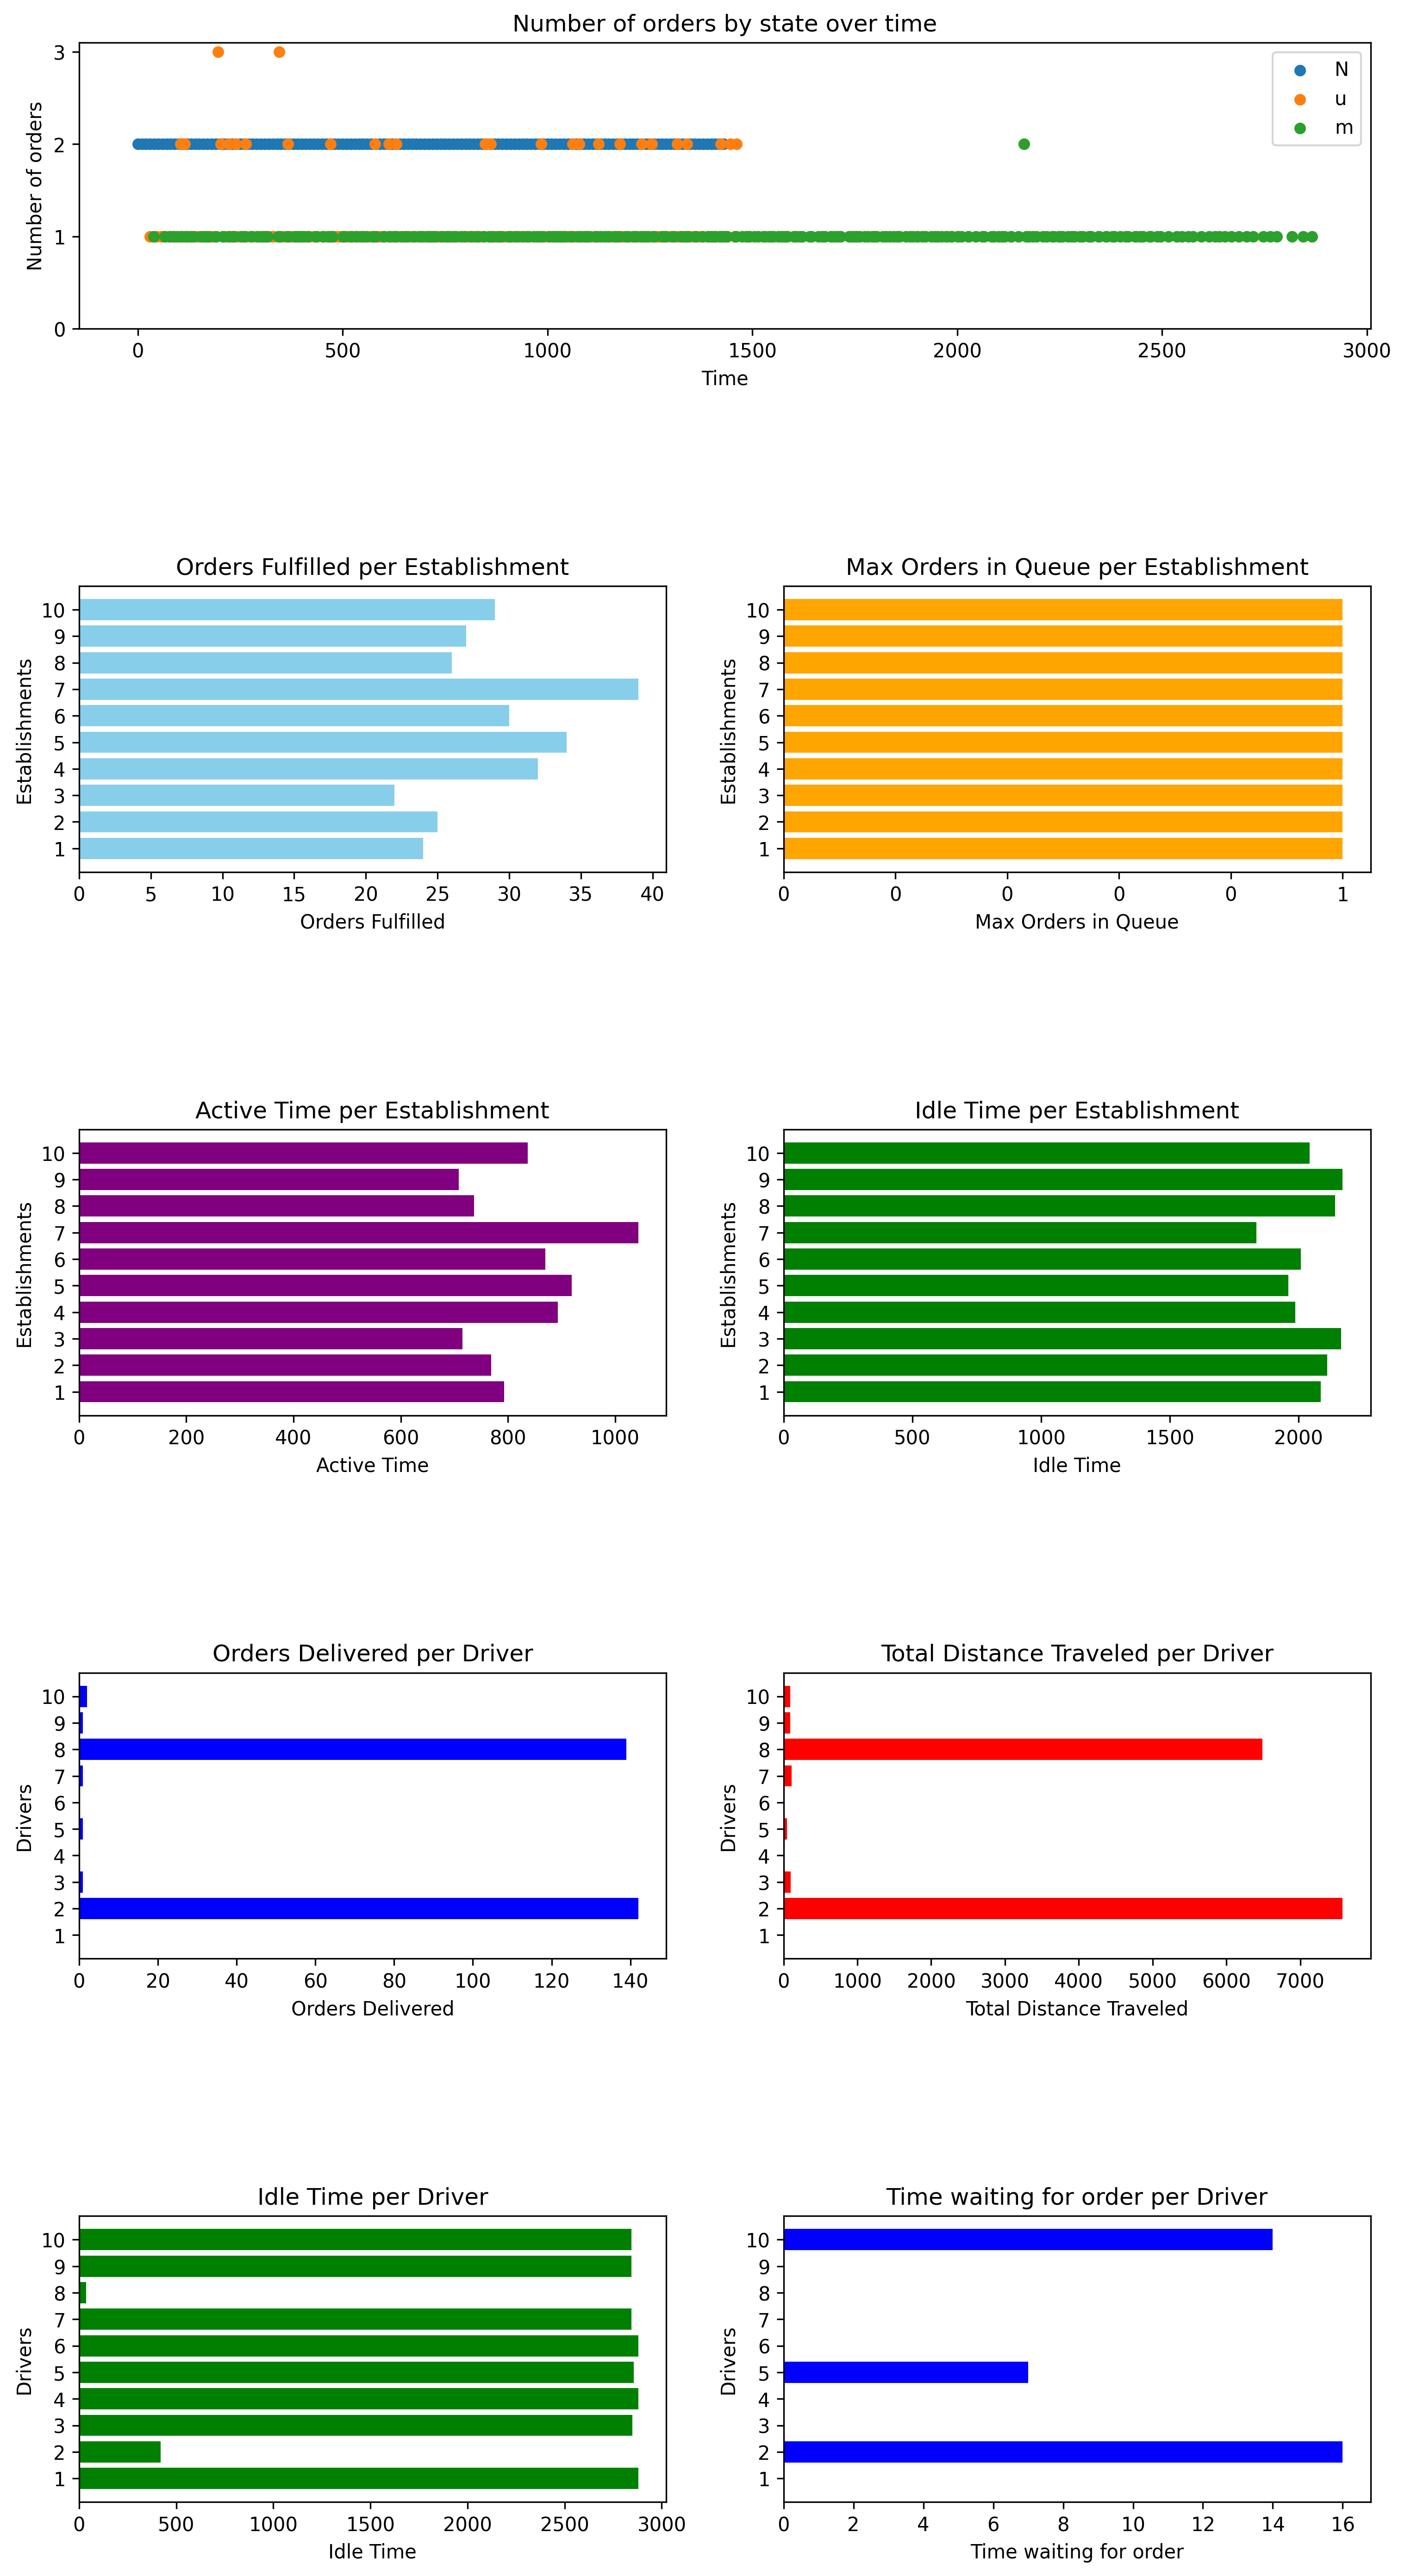 Number of orders by state over time
3
2
1
0
Number of orders
N
u
m
0 500 1000 1500 2000 2500 3000
Time
Orders Fulfilled per Establishment
10
9
8
7
6
5
4
3
2
1
Establishments
0 5 10 15 20 25 30 35 40
Orders Fulfilled
Max Orders in Queue per Establishment
10
9
8
7
6
5
4
3
2
1
Establishments
0 0 0 0 0 1
Max Orders in Queue
Active Time per Establishment
10
9
8
7
6
5
4
3
2
1
Establishments
0 200 400 600 800 1000
Active Time
Idle Time per Establishment
10
9
8
7
6
5
4
3
2
1
Establishments
0 500 1000 1500 2000
Idle Time
Orders Delivered per Driver
10
9
8
7
6
5
4
3
2
1
Drivers
0 20 40 60 80 100 120 140
Orders Delivered
Total Distance Traveled per Driver
10
9
8
7
6
5
4
3
2
1
Drivers
0 1000 2000 3000 4000 5000 6000 7000
Total Distance Traveled
Idle Time per Driver
10
9
8
7
6
5
4
3
2
1
Drivers
0 500 1000 1500 2000 2500 3000
Idle Time
Time waiting for order per Driver
10
9
8
7
6
5
4
3
2
1
Drivers
0 2 4 6 8 10 12 14 16
Time waiting for order